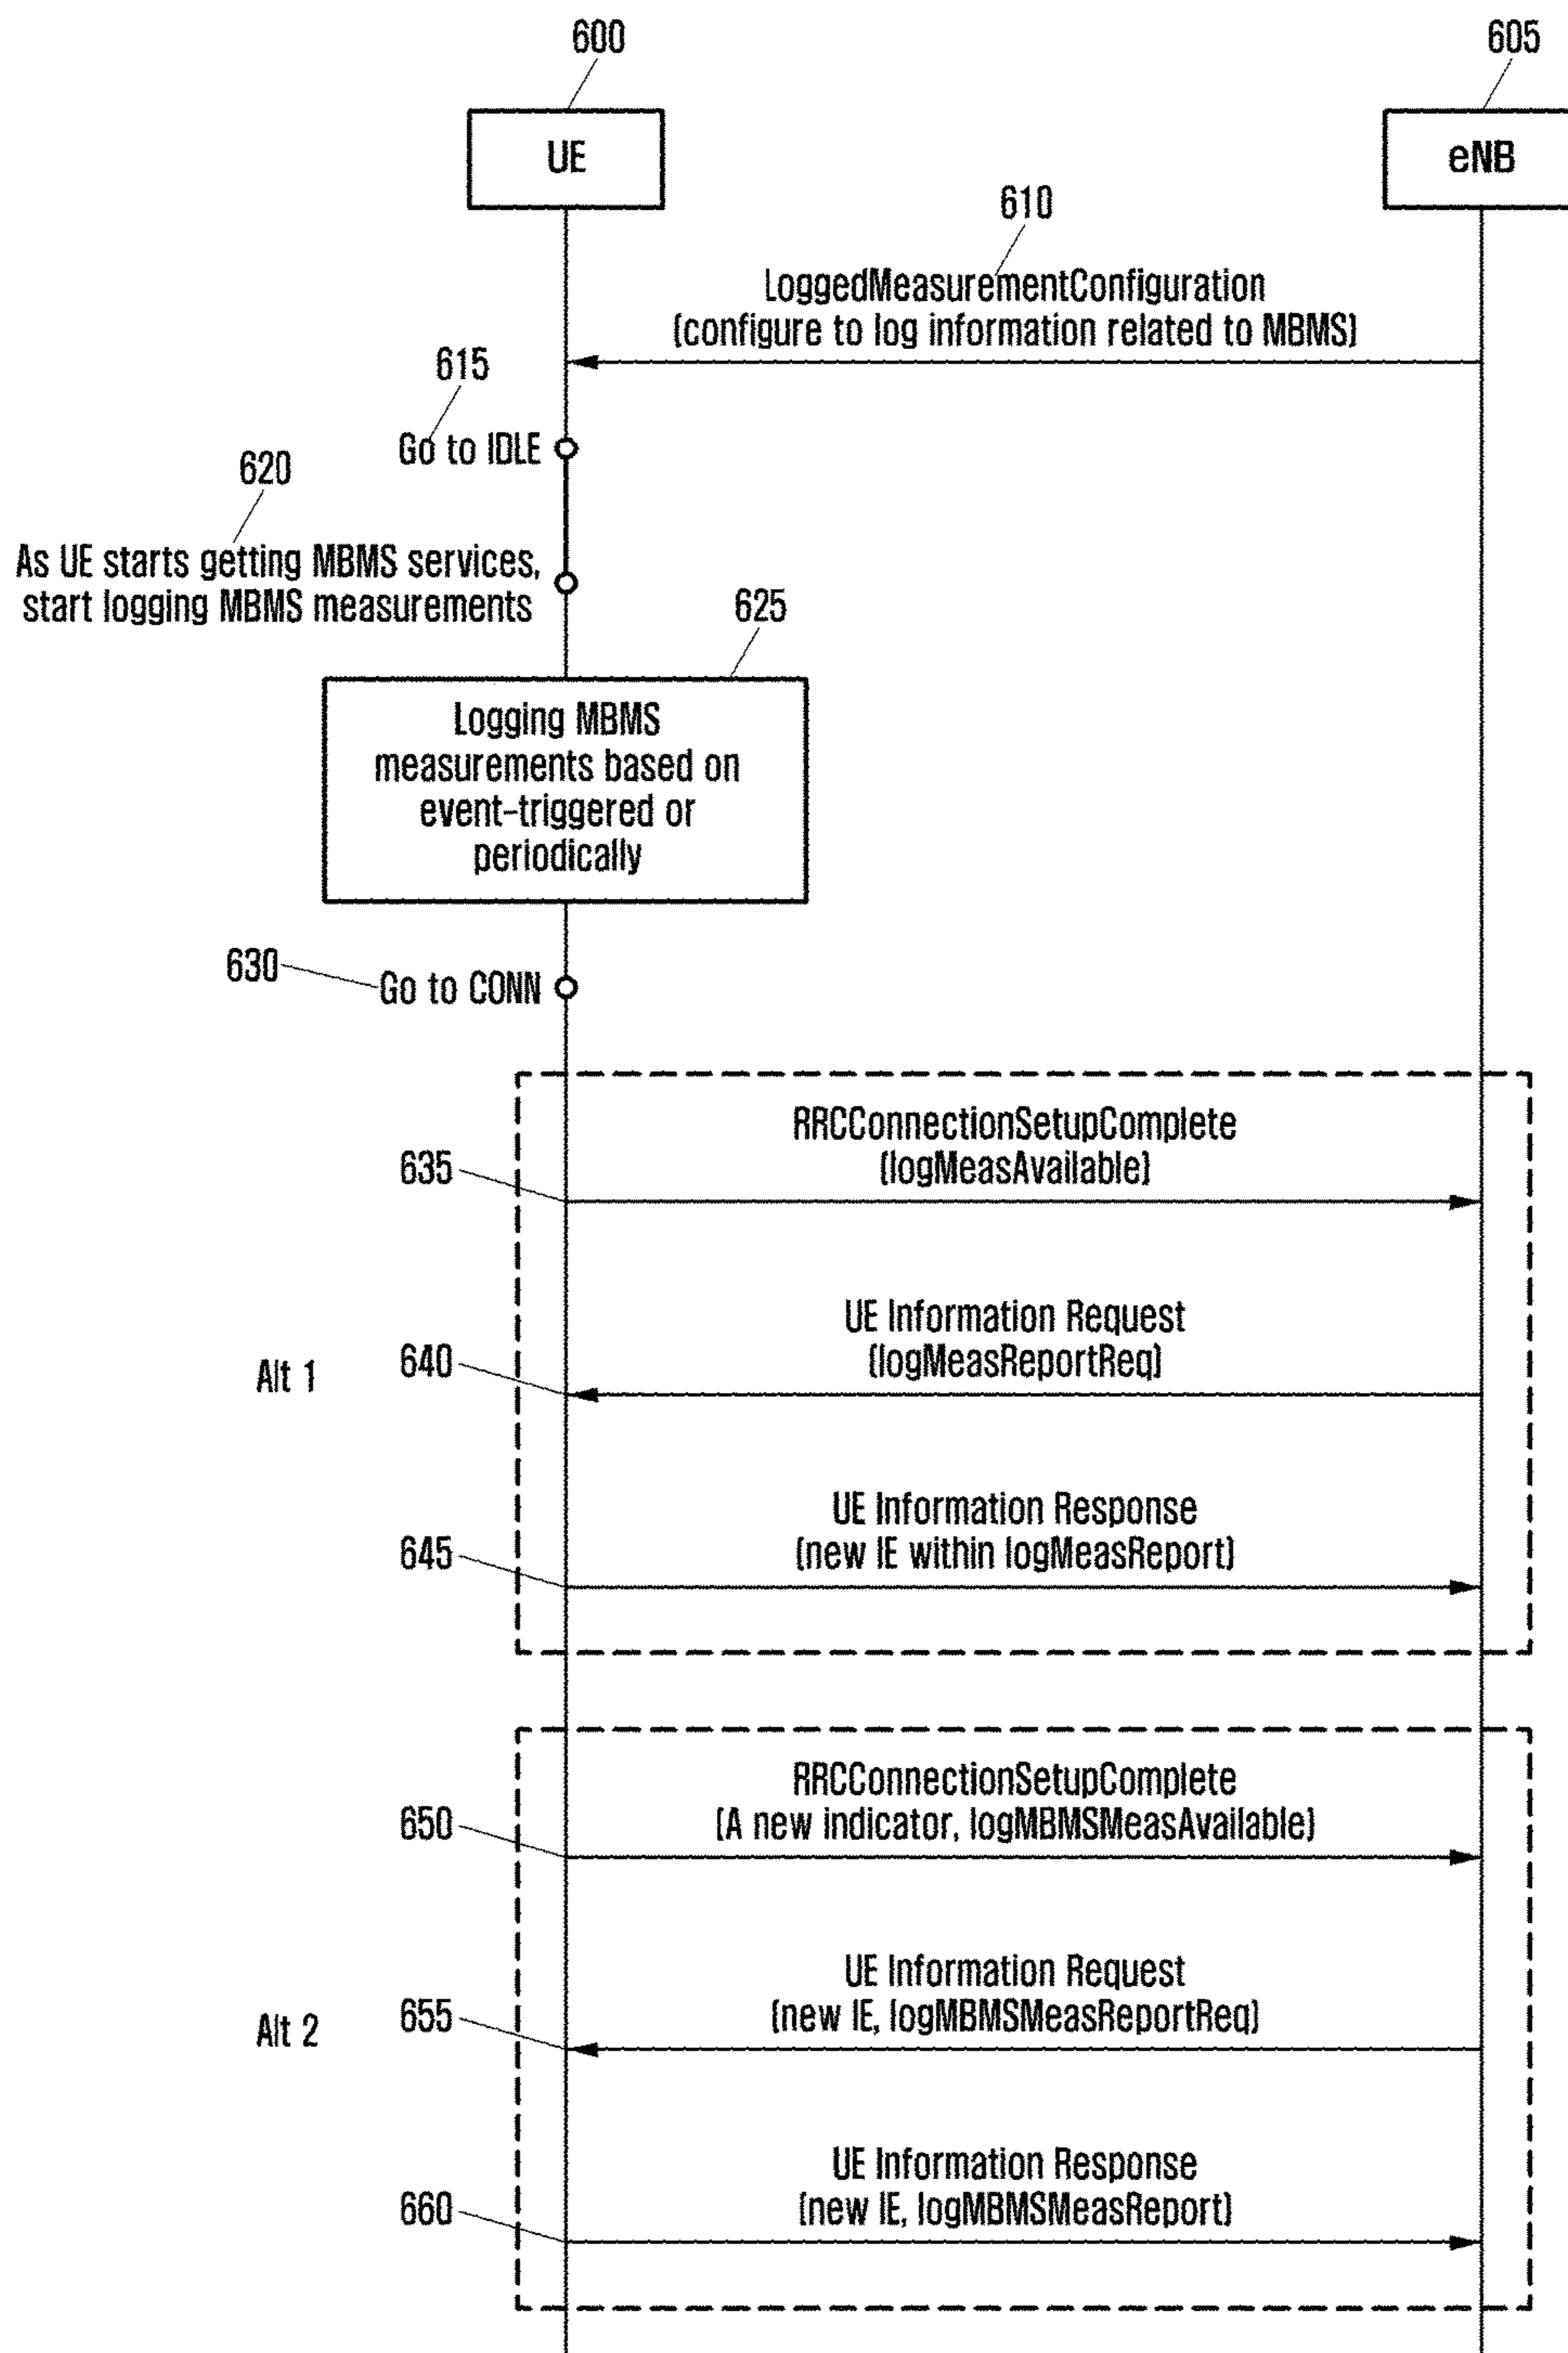 600
605
UE
eNB
610
LoggedMeasurementConfiguration
(configure to log information related to MBMS)
615
Go to IDLE
620
As UE starts getting MBMS services,
start logging MBMS measurements
625
Logging MBMS
measurements based on
event-triggered or
periodically
630
Go to CONN
RRCConnectionSetupComplete
(logMeasAvailable)
635
UE Information Request
(logMeasReportReq)
640
Alt 1
UE Information Response
(new IE within logMeasReport)
645
RRCConnectionSetupComplete
(A new indicator, logMBMSMeasAvailable)
650
UE Information Request
(new IE, logMBMSMeasReportReq)
655
Alt 2
UE Information Response
(new IE, logMBMSMeasReport)
660